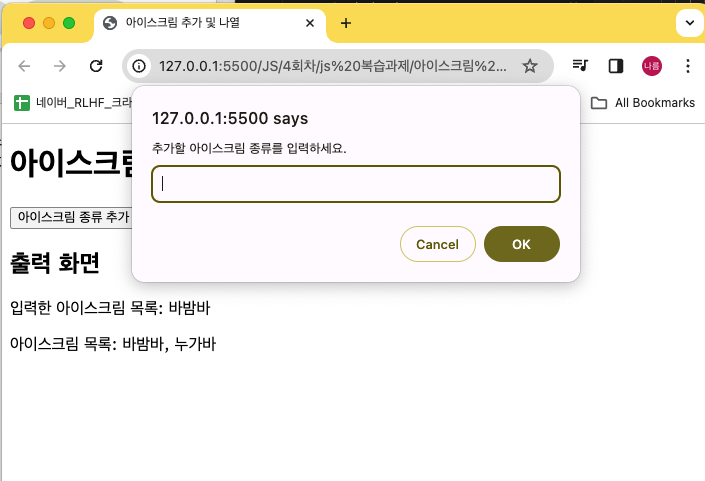 아이스크림 추가 및 나열
127.0.0.1:5500/JS/4회차/js%20복습과제/아이스크림%2...
나름
네이버_RLHF_크라
All Bookmarks
127.0.0.1:5500 says
추가할 아이스크림 종류를 입력하세요.
Cancel
OK
아이스크림
아이스크림 종류 추가
출력 화면
입력한 아이스크림 목록: 바밤바
아이스크림 목록: 바밤바, 누가바